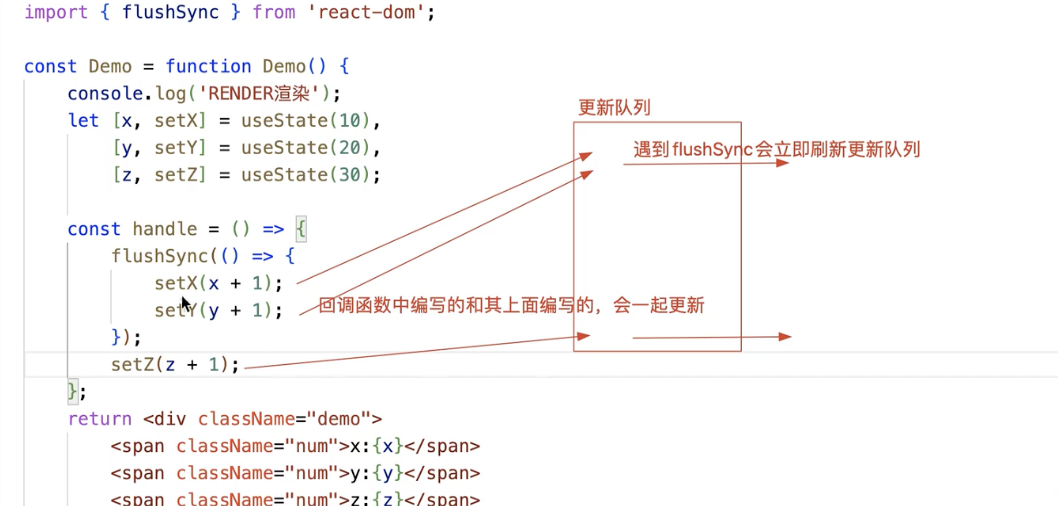 import { flushSync } from 'react-dom';
const Demo = function Demo() {
console.log('RENDER渲染');
更新队列
let [x, setX] = useState(10),
[y, setY] = useState(20),
遇到flushSync会立即刷新更新队列
[z, setZ] = useState(30);
const handle = () => {
flushSync(() => {
setX(x + 1);
setY(y + 1);
回调函数中编写的和其上面编写的，会一起更新
});
setZ(z + 1);
};
return <div className="demo">
<span className="num">x:{x}</span>
<span className="num">y:{y}</span>
<span className="num">z:{z}</span>